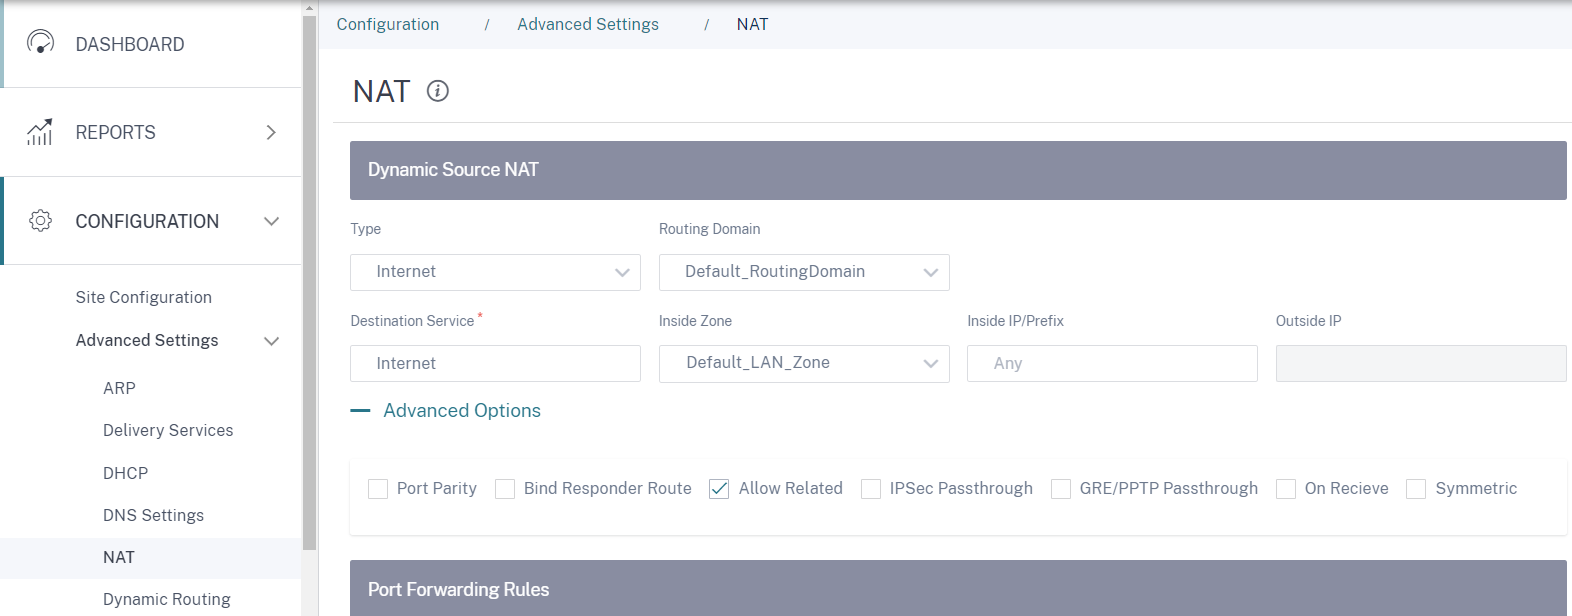 Configuration / Advanced Settings / NAT
DASHBOARD
REPORTS
CONFIGURATION
Site Configuration
Advanced Settings
ARP
Delivery Services
DHCP
DNS Settings
NAT
Dynamic Routing
NAT
Dynamic Source NAT
Type Routing Domain
Internet Default_RoutingDomain
Destination Service * Inside Zone Inside IP/Prefix Outside IP
Internet Default_LAN_Zone Any
Advanced Options
Port Parity Bind Responder Route Allow Related IPSec Passthrough GRE/PPTP Passthrough On Recieve Symmetric
Port Forwarding Rules